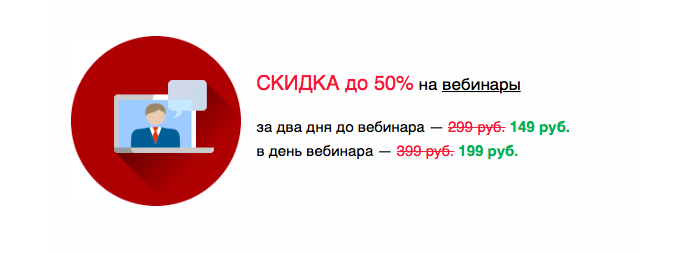 СКИДКА до 50% на вебинары
за два дня до вебинара — 299 руб. 149 руб.
в день вебинара — 399 руб. 199 руб.